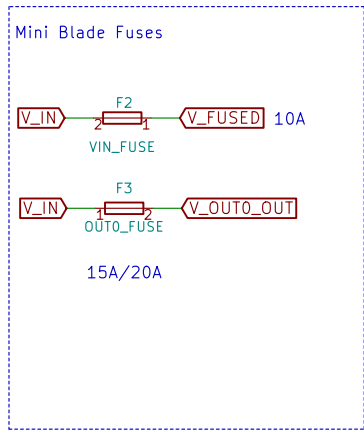 Mini Blade Fuses
F2
V_IN 2 1 V_FUSED 10A
VIN_FUSE
F3
V_IN 1 2 V_OUT0_OUT
OUT0_FUSE
15A/20A